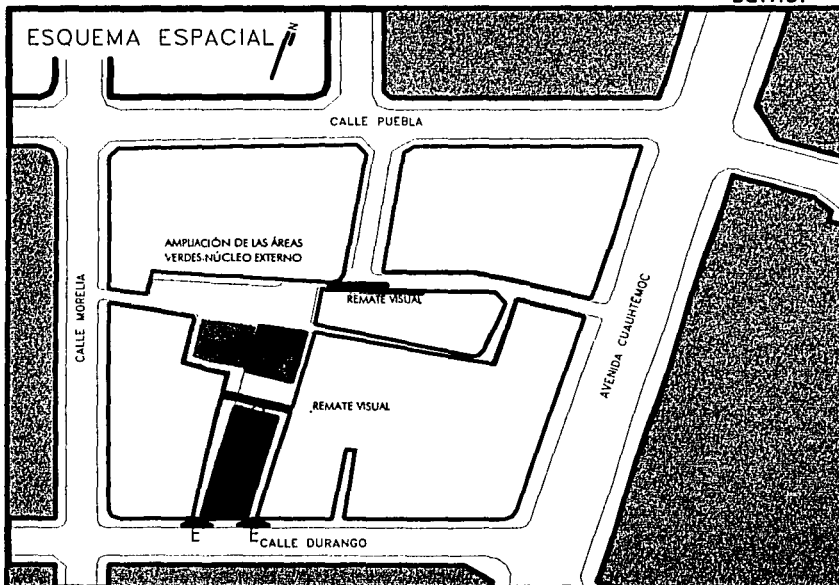 ESQUEMA ESPACIAL
N
CALLE PUEBLA
AMPLIACIÓN DE LAS ÁREAS
VERDES-NÚCLEO EXTERNO
CALLE MORELIA
REMATE VISUAL
AVENIDA CUAUHTÉMOC
REMATE VISUAL
E
E
CALLE DURANGO